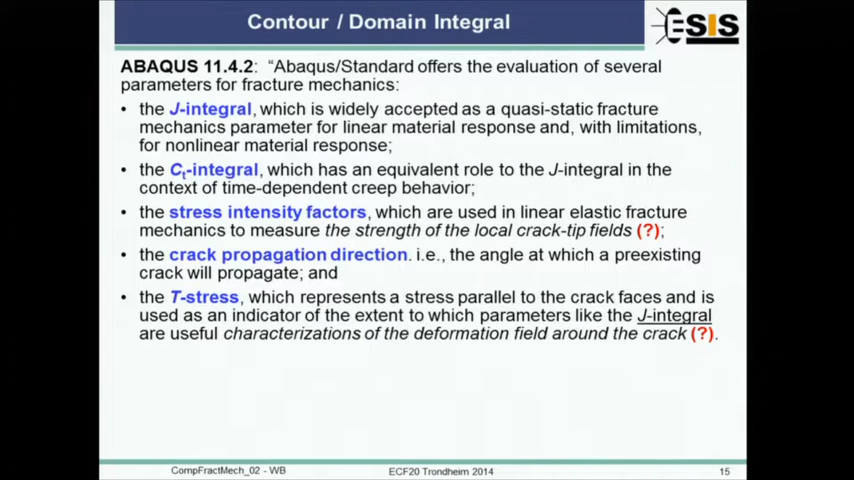 Contour / Domain Integral
ESIS
ABAQUS 11.4.2: “Abaqus/Standard offers the evaluation of several
parameters for fracture mechanics:
• the J-integral, which is widely accepted as a quasi-static fracture
mechanics parameter for linear material response and, with limitations,
for nonlinear material response;
• the Ct-integral, which has an equivalent role to the J-integral in the
context of time-dependent creep behavior;
• the stress intensity factors, which are used in linear elastic fracture
mechanics to measure the strength of the local crack-tip fields (?);
• the crack propagation direction. i.e., the angle at which a preexisting
crack will propagate; and
• the T-stress, which represents a stress parallel to the crack faces and is
used as an indicator of the extent to which parameters like the J-integral
are useful characterizations of the deformation field around the crack (?).
CompFractMech_02 - WB
ECF20 Trondheim 2014
15